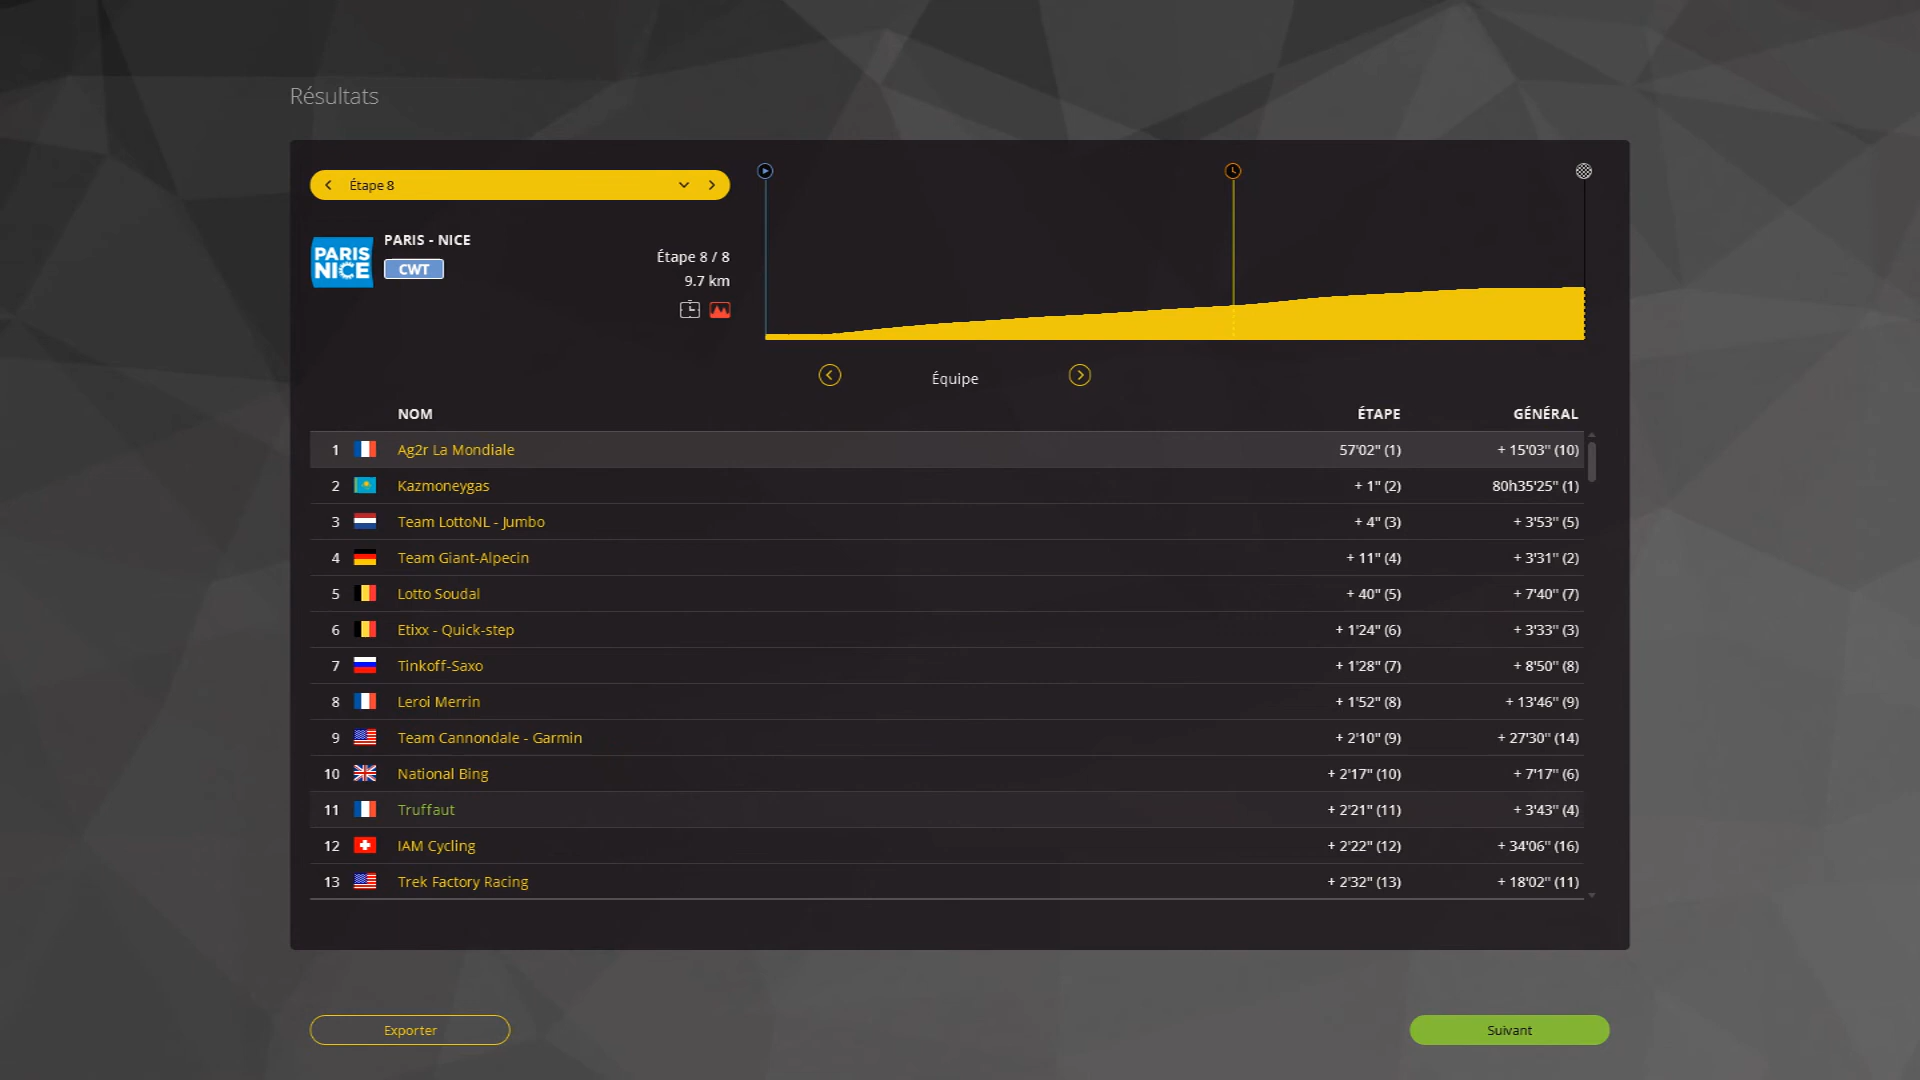 Résultats
Étape 8
PARIS NICE
PARIS - NICE
CWT
Étape 8 / 8
9.7 km
Équipe
NOM ÉTAPE GÉNÉRAL
1 Ag2r La Mondiale 57'02" (1) + 15'03" (10)
2 Kazmoneygas + 1" (2) 80h35'25" (1)
3 Team LottoNL - Jumbo + 4" (3) + 3'53" (5)
4 Team Giant-Alpecin + 11" (4) + 3'31" (2)
5 Lotto Soudal + 40" (5) + 7'40" (7)
6 Etixx - Quick-step + 1'24" (6) + 3'33" (3)
7 Tinkoff-Saxo + 1'28" (7) + 8'50" (8)
8 Leroi Merrin + 1'52" (8) + 13'46" (9)
9 Team Cannondale - Garmin + 2'10" (9) + 27'30" (14)
10 National Bing + 2'17" (10) + 7'17" (6)
11 Truffaut + 2'21" (11) + 3'43" (4)
12 IAM Cycling + 2'22" (12) + 34'06" (16)
13 Trek Factory Racing + 2'32" (13) + 18'02" (11)
Exporter
Suivant